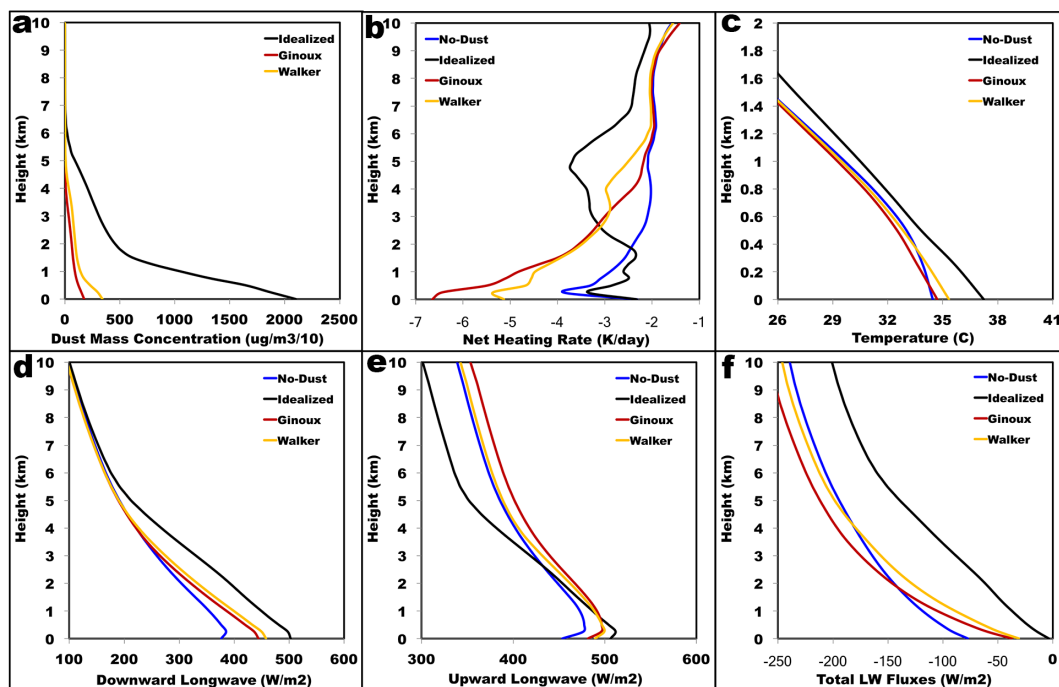 a
10
9
8
7
6
5
4
3
2
1
0
Height (km)
Idealized
Ginoux
Walker
0 500 1000 1500 2000 2500
Dust Mass Concentration (ug/m3/10)
b
10
9
8
7
6
5
4
3
2
1
0
Height (km)
No-Dust
Idealized
Ginoux
Walker
-7 -6 -5 -4 -3 -2 -1
Net Heating Rate (K/day)
c
2
1.8
1.6
1.4
1.2
1
0.8
0.6
0.4
0.2
0
Height (km)
No-Dust
Idealized
Ginoux
Walker
26 29 32 35 38 41
Temperature (C)
d
10
9
8
7
6
5
4
3
2
1
0
Height (km)
No-Dust
Idealized
Ginoux
Walker
100 200 300 400 500 600
Downward Longwave (W/m2)
e
10
9
8
7
6
5
4
3
2
1
0
Height (km)
No-Dust
Idealized
Ginoux
Walker
300 400 500 600
Upward Longwave (W/m2)
f
10
9
8
7
6
5
4
3
2
1
0
Height (km)
No-Dust
Idealized
Ginoux
Walker
-250 -200 -150 -100 -50 0
Total LW Fluxes (W/m2)